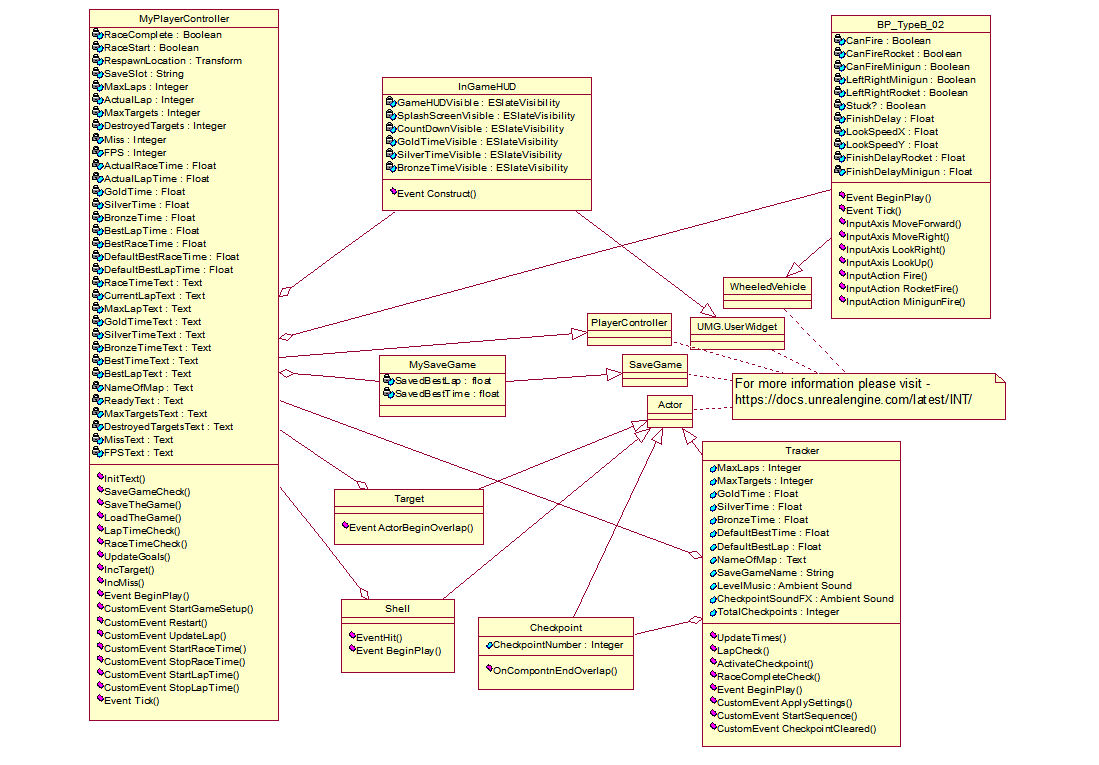 MyPlayerController
RaceComplete : Boolean
RaceStart : Boolean
RespawnLocation : Transform
SaveSlot : String
MaxLaps : Integer
ActualLap : Integer
MaxTargets : Integer
DestroyedTargets : Integer
Miss : Integer
FPS : Integer
ActualRaceTime : Float
ActualLapTime : Float
GoldTime : Float
SilverTime : Float
BronzeTime : Float
BestLapTime : Float
BestRaceTime : Float
DefaultBestRaceTime : Float
DefaultBestLapTime : Float
RaceTimeText : Text
CurrentLapText : Text
MaxLapText : Text
GoldTimeText : Text
SilverTimeText : Text
BronzeTimeText : Text
BestTimeText : Text
BestLapText : Text
NameOfMap : Text
ReadyText : Text
MaxTargetsText : Text
DestroyedTargetsText : Text
MissText : Text
FPSText : Text
InitText()
SaveGameCheck()
SaveTheGame()
LoadTheGame()
LapTimeCheck()
RaceTimeCheck()
UpdateGoals()
IncTarget()
IncMiss()
Event BeginPlay()
CustomEvent StartGameSetup()
CustomEvent Restart()
CustomEvent UpdateLap()
CustomEvent StartRaceTime()
CustomEvent StopRaceTime()
CustomEvent StartLapTime()
CustomEvent StopLapTime()
Event Tick()
InGameHUD
GameHUDVisible : ESlateVisibility
SplashScreenVisible : ESlateVisibility
CountDownVisible : ESlateVisibility
GoldTimeVisible : ESlateVisibility
SilverTimeVisible : ESlateVisibility
BronzeTimeVisible : ESlateVisibility
Event Construct()
BP_TypeB_02
CanFire : Boolean
CanFireRocket : Boolean
CanFireMinigun : Boolean
LeftRightMinigun : Boolean
LeftRightRocket : Boolean
Stuck? : Boolean
FinishDelay : Float
LookSpeedX : Float
LookSpeedY : Float
FinishDelayRocket : Float
FinishDelayMinigun : Float
Event BeginPlay()
Event Tick()
InputAxis MoveForward()
InputAxis MoveRight()
InputAxis LookRight()
InputAxis LookUp()
InputAction Fire()
InputAction RocketFire()
InputAction MinigunFire()
WheeledVehicle
PlayerController
UMG.UserWidget
MySaveGame
SavedBestLap : float
SavedBestTime : float
SaveGame
Actor
For more information please visit -
https://docs.unrealengine.com/latest/INT/
Target
Event ActorBeginOverlap()
Shell
EventHit()
Event BeginPlay()
Checkpoint
CheckpointNumber : Integer
OnCompontnEndOverlap()
Tracker
MaxLaps : Integer
MaxTargets : Integer
GoldTime : Float
SilverTime : Float
BronzeTime : Float
DefaultBestTime : Float
DefaultBestLap : Float
NameOfMap : Text
SaveGameName : String
LevelMusic : Ambient Sound
CheckpointSoundFX : Ambient Sound
TotalCheckpoints : Integer
UpdateTimes()
LapCheck()
ActivateCheckpoint()
RaceCompleteCheck()
Event BeginPlay()
CustomEvent ApplySettings()
CustomEvent StartSequence()
CustomEvent CheckpointCleared()